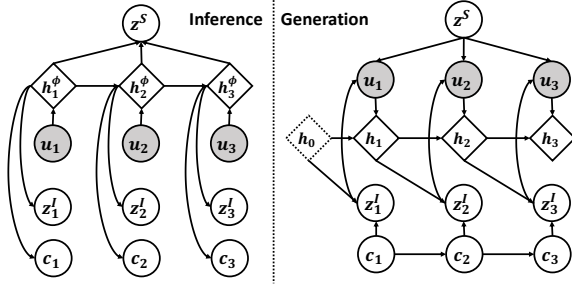 Inference
z^S
h_1^ϕ h_2^ϕ h_3^ϕ
u_1 u_2 u_3
z_1^I z_2^I z_3^I
c_1 c_2 c_3
Generation
z^S
u_1 u_2 u_3
h_0 h_1 h_2 h_3
z_1^I z_2^I z_3^I
c_1 c_2 c_3